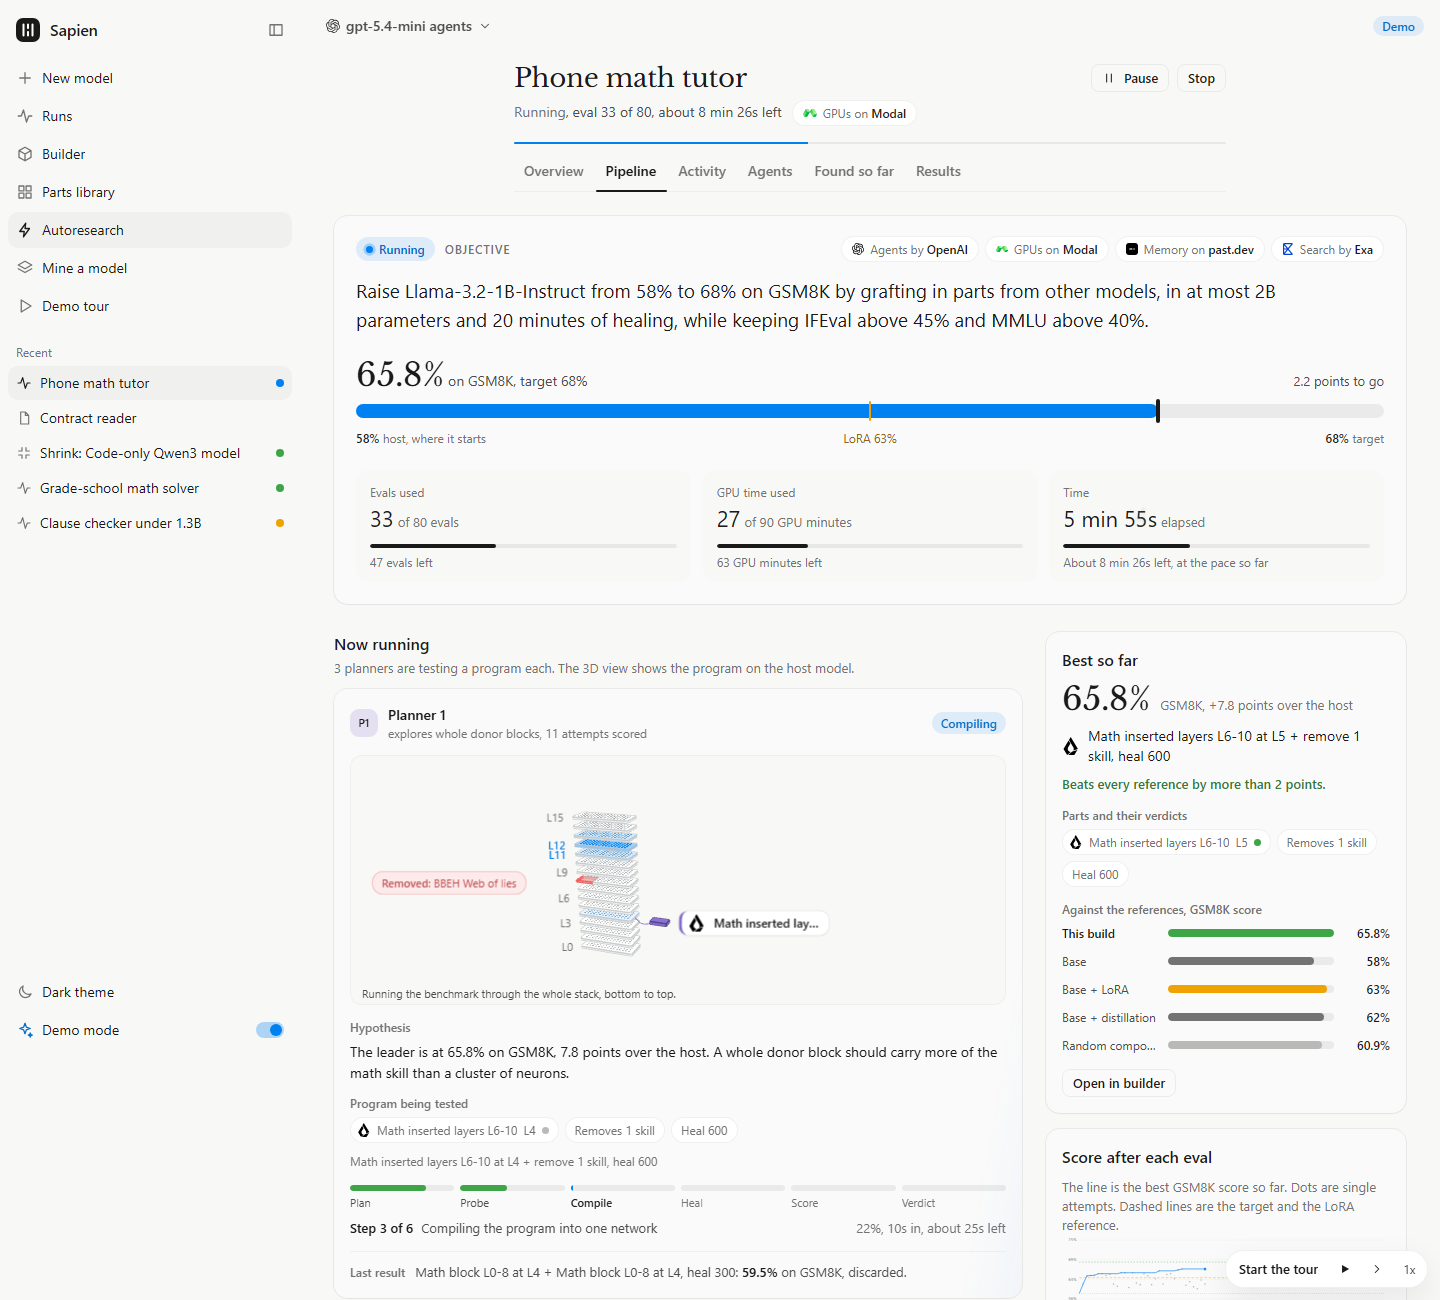 Sapien
gpt-5.4-mini agents
Demo
New model
Runs
Builder
Parts library
Autoresearch
Mine a model
Demo tour
Recent
Phone math tutor
Contract reader
Shrink: Code-only Qwen3 model
Grade-school math solver
Clause checker under 1.3B
Dark theme
Demo mode
Phone math tutor
Pause
Stop
Running, eval 33 of 80, about 8 min 26s left
GPUs on Modal
Overview
Pipeline
Activity
Agents
Found so far
Results
Running
OBJECTIVE
Agents by OpenAI
GPUs on Modal
Memory on past.dev
Search by Exa
Raise Llama-3.2-1B-Instruct from 58% to 68% on GSM8K by grafting in parts from other models, in at most 2B
parameters and 20 minutes of healing, while keeping IFEval above 45% and MMLU above 40%.
65.8% on GSM8K, target 68%
2.2 points to go
58% host, where it starts
LoRA 63%
68% target
Evals used
33 of 80 evals
47 evals left
GPU time used
27 of 90 GPU minutes
63 GPU minutes left
Time
5 min 55s elapsed
About 8 min 26s left, at the pace so far
Now running
3 planners are testing a program each. The 3D view shows the program on the host model.
P1
Planner 1
explores whole donor blocks, 11 attempts scored
Compiling
L15
L12
L11
L9
L6
L3
L0
Removed: BBEH Web of lies
Math inserted lay...
Running the benchmark through the whole stack, bottom to top.
Hypothesis
The leader is at 65.8% on GSM8K, 7.8 points over the host. A whole donor block should carry more of the
math skill than a cluster of neurons.
Program being tested
Math inserted layers L6-10 L4
Removes 1 skill
Heal 600
Math inserted layers L6-10 at L4 + remove 1 skill, heal 600
Plan
Probe
Compile
Heal
Score
Verdict
Step 3 of 6 Compiling the program into one network
22%, 10s in, about 25s left
Last result Math block L0-8 at L4 + Math block L0-8 at L4, heal 300: 59.5% on GSM8K, discarded.
Best so far
65.8% GSM8K, +7.8 points over the host
Math inserted layers L6-10 at L5 + remove 1
skill, heal 600
Beats every reference by more than 2 points.
Parts and their verdicts
Math inserted layers L6-10 L5
Removes 1 skill
Heal 600
Against the references, GSM8K score
This build 65.8%
Base 58%
Base + LoRA 63%
Base + distillation 62%
Random compo... 60.9%
Open in builder
Score after each eval
The line is the best GSM8K score so far. Dots are single
attempts. Dashed lines are the target and the LoRA
reference.
Start the tour
1x